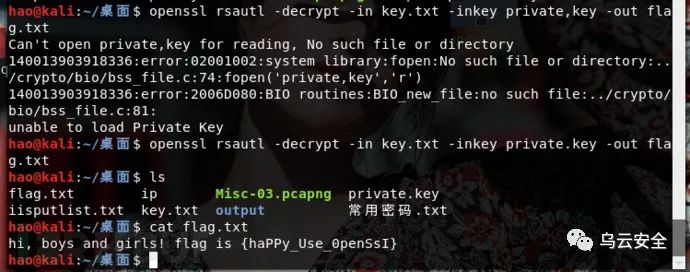 hao@kali:~/桌面$ openssl rsautl -decrypt -in key.txt -inkey private,key -out fla
g.txt
Can't open private,key for reading, No such file or directory
140013903918336:error:02001002:system library:fopen:No such file or directory:..
/crypto/bio/bss_file.c:74:fopen('private,key','r')
140013903918336:error:2006D080:BIO routines:BIO_new_file:no such file:../crypto/
bio/bss_file.c:81:
unable to load Private Key
hao@kali:~/桌面$ openssl rsautl -decrypt -in key.txt -inkey private.key -out fla
g.txt
hao@kali:~/桌面$ ls
flag.txt ip Misc-03.pcapng private.key
iisputlist.txt key.txt output 常用密码.txt
hao@kali:~/桌面$ cat flag.txt
hi, boys and girls! flag is {haPPy_Use_0penSsI}
hao@kali:~/桌面$
乌云安全